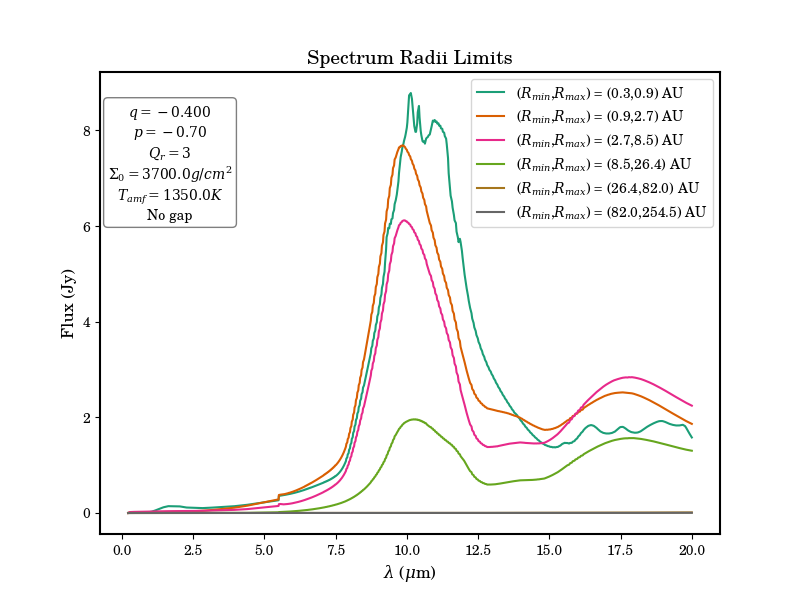 Spectrum Radii Limits
q = −0.400
p = −0.70
Q_r = 3
Σ_0 = 3700.0g/cm^2
T_amf = 1350.0K
No gap
(R_min,R_max) = (0.3,0.9) AU
(R_min,R_max) = (0.9,2.7) AU
(R_min,R_max) = (2.7,8.5) AU
(R_min,R_max) = (8.5,26.4) AU
(R_min,R_max) = (26.4,82.0) AU
(R_min,R_max) = (82.0,254.5) AU
Flux (Jy)
8
6
4
2
0
0.0 2.5 5.0 7.5 10.0 12.5 15.0 17.5 20.0
λ (μm)